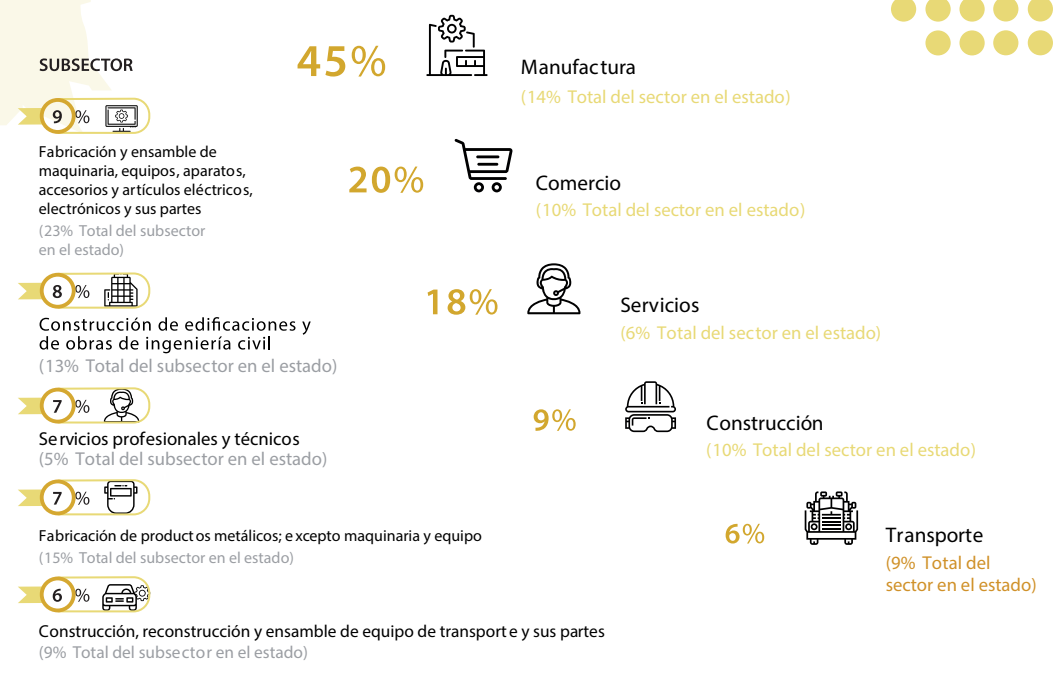 SUBSECTOR
9%
Fabricación y ensamble de
maquinaria, equipos, aparatos,
accesorios y artículos eléctricos,
electrónicos y sus partes
(23% Total del subsector
en el estado)
8%
Construcción de edificaciones y
de obras de ingeniería civil
(13% Total del subsector en el estado)
7%
Servicios profesionales y técnicos
(5% Total del subsector en el estado)
7%
Fabricación de productos metálicos; excepto maquinaria y equipo
(15% Total del subsector en el estado)
6%
Construcción, reconstrucción y ensamble de equipo de transporte y sus partes
(9% Total del subsector en el estado)
45%
Manufactura
(14% Total del sector en el estado)
20%
Comercio
(10% Total del sector en el estado)
18%
Servicios
(6% Total del sector en el estado)
9%
Construcción
(10% Total del sector en el estado)
6%
Transporte
(9% Total del
sector en el estado)